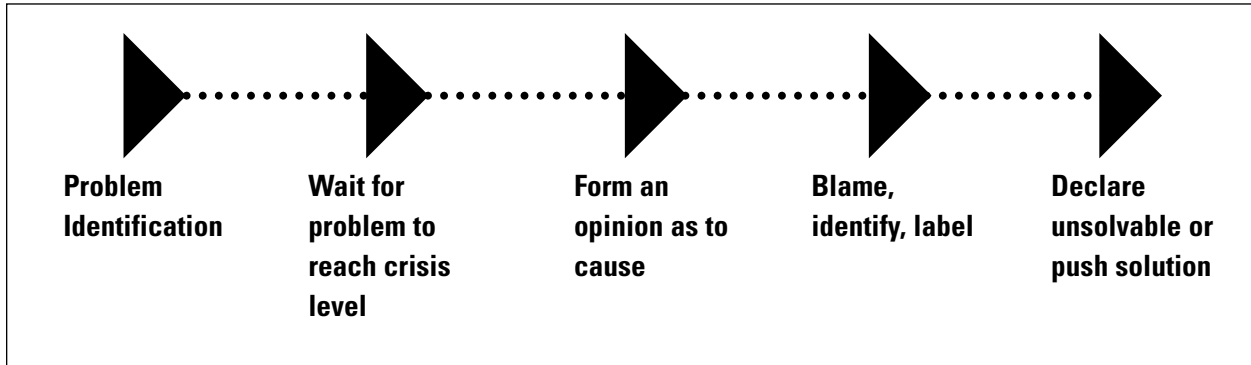 Problem
Identification
Wait for
problem to
reach crisis
level
Form an
opinion as to
cause
Blame,
identify, label
Declare
unsolvable or
push solution